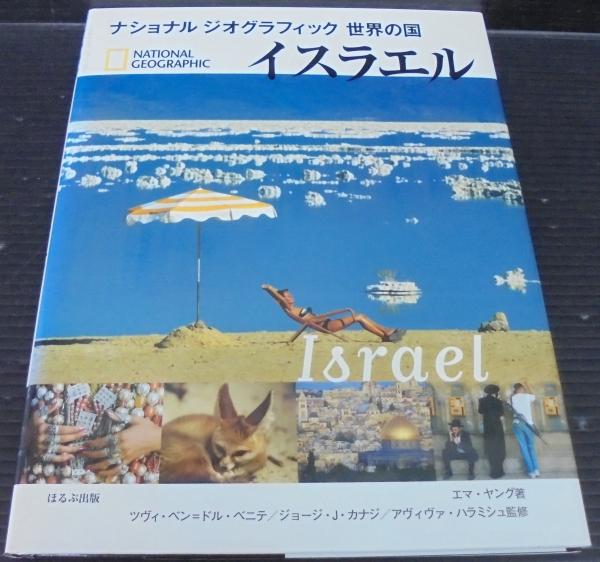 ナショナル ジオグラフィック 世界の国
NATIONAL
GEOGRAPHIC
イスラエル
Israel
ほるぷ出版
エマ・ヤング著
ツヴィ・ベン=ドル・ベニテ／ジョージ・J・カナジ／アヴィヴァ・ハラミシュ監修